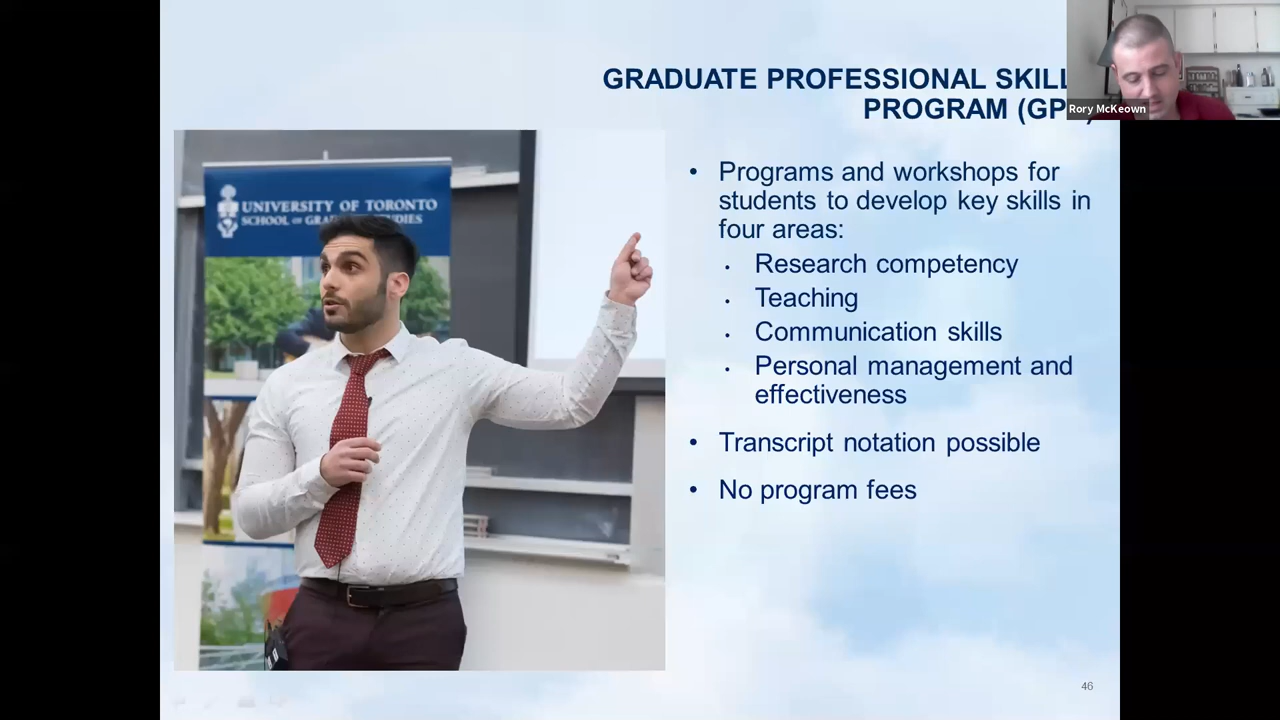 GRADUATE PROFESSIONAL SKILL
PROGRAM (GP
Rory McKeown
UNIVERSITY OF TORONTO
SCHOOL OF GRADUATE STUDIES
• Programs and workshops for
students to develop key skills in
four areas:
• Research competency
• Teaching
• Communication skills
• Personal management and
effectiveness
• Transcript notation possible
• No program fees
46